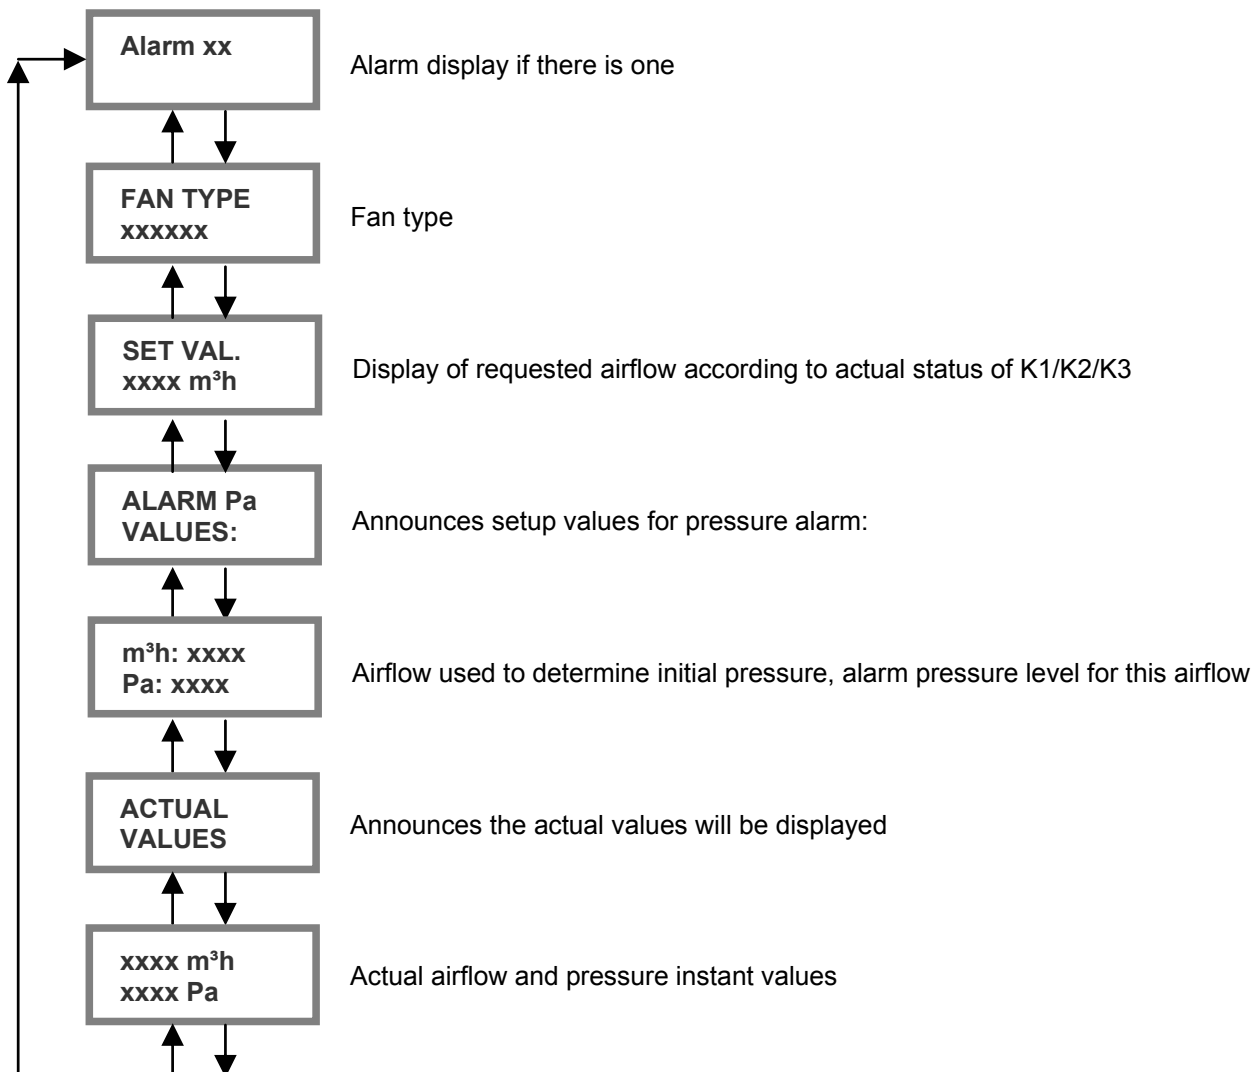 Alarm xx
Alarm display if there is one
FAN TYPE
xxxxxx
Fan type
SET VAL.
xxxx m³h
Display of requested airflow according to actual status of K1/K2/K3
ALARM Pa
VALUES:
Announces setup values for pressure alarm:
m³h: xxxx
Pa: xxxx
Airflow used to determine initial pressure, alarm pressure level for this airflow
ACTUAL
VALUES
Announces the actual values will be displayed
xxxx m³h
xxxx Pa
Actual airflow and pressure instant values